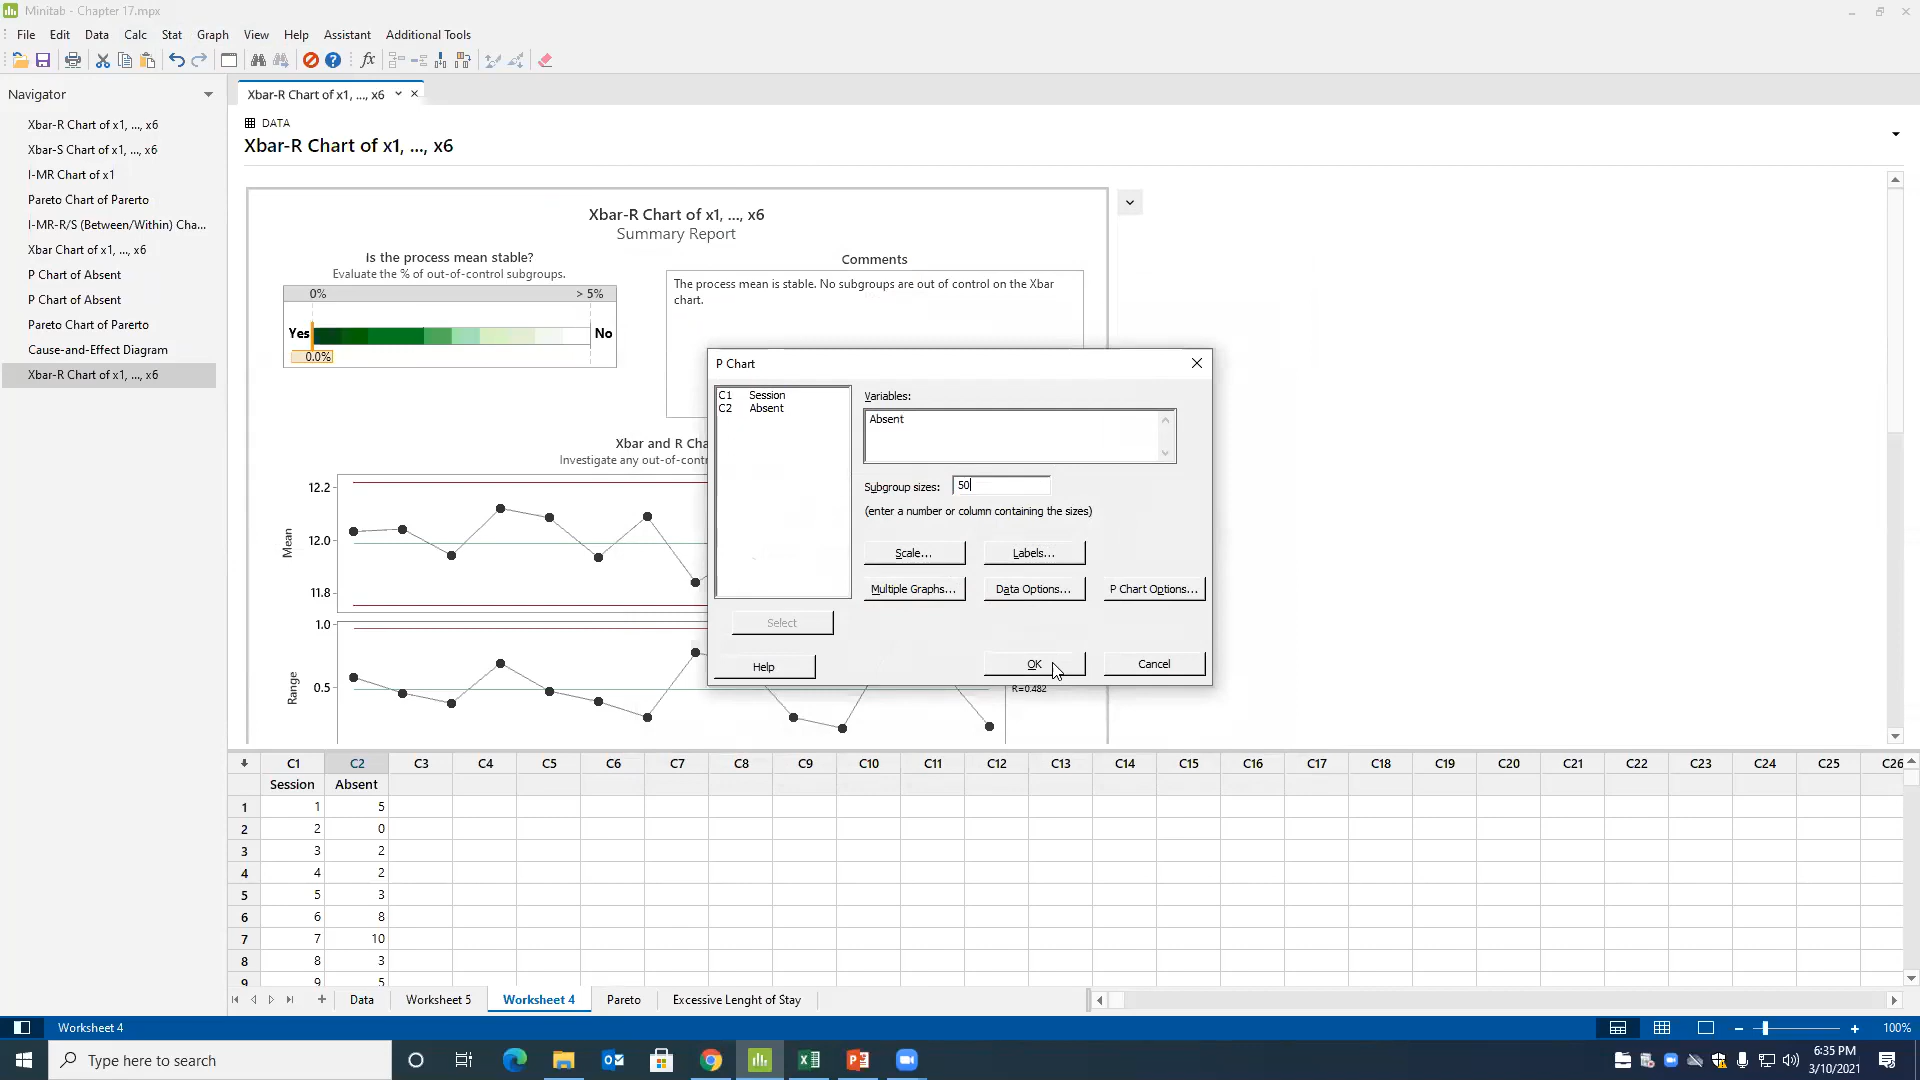 Minitab - Chapter 17.mpx
File Edit Data Calc Stat Graph View Help Assistant Additional Tools
Navigator
Xbar-R Chart of x1, ..., x6
Xbar-S Chart of x1, ..., x6
I-MR Chart of x1
Pareto Chart of Parerto
I-MR-R/S (Between/Within) Cha...
Xbar Chart of x1, ..., x6
P Chart of Absent
P Chart of Absent
Pareto Chart of Parerto
Cause-and-Effect Diagram
Xbar-R Chart of x1, ..., x6
Xbar-R Chart of x1, ..., x6
DATA
Xbar-R Chart of x1, ..., x6
Xbar-R Chart of x1, ..., x6
Summary Report
Is the process mean stable?
Evaluate the % of out-of-control subgroups.
0% > 5%
Yes No
0.0%
Comments
The process mean is stable. No subgroups are out of control on the Xbar
chart.
Xbar and R Cha
Investigate any out-of-contr
Mean
12.2
12.0
11.8
Range
1.0
0.5
R=0.482
P Chart
C1 Session
C2 Absent
Variables:
Absent
Subgroup sizes: 50
(enter a number or column containing the sizes)
Scale... Labels...
Multiple Graphs... Data Options... P Chart Options...
Select
Help OK Cancel
C1 C2 C3 C4 C5 C6 C7 C8 C9 C10 C11 C12 C13 C14 C15 C16 C17 C18 C19 C20 C21 C22 C23 C24 C25 C26
Session Absent
1 1 5
2 2 0
3 3 2
4 4 2
5 5 3
6 6 8
7 7 10
8 8 3
9 9 5
Data Worksheet 5 Worksheet 4 Pareto Excessive Lenght of Stay
Worksheet 4
100%
Type here to search
6:35 PM
3/10/2021